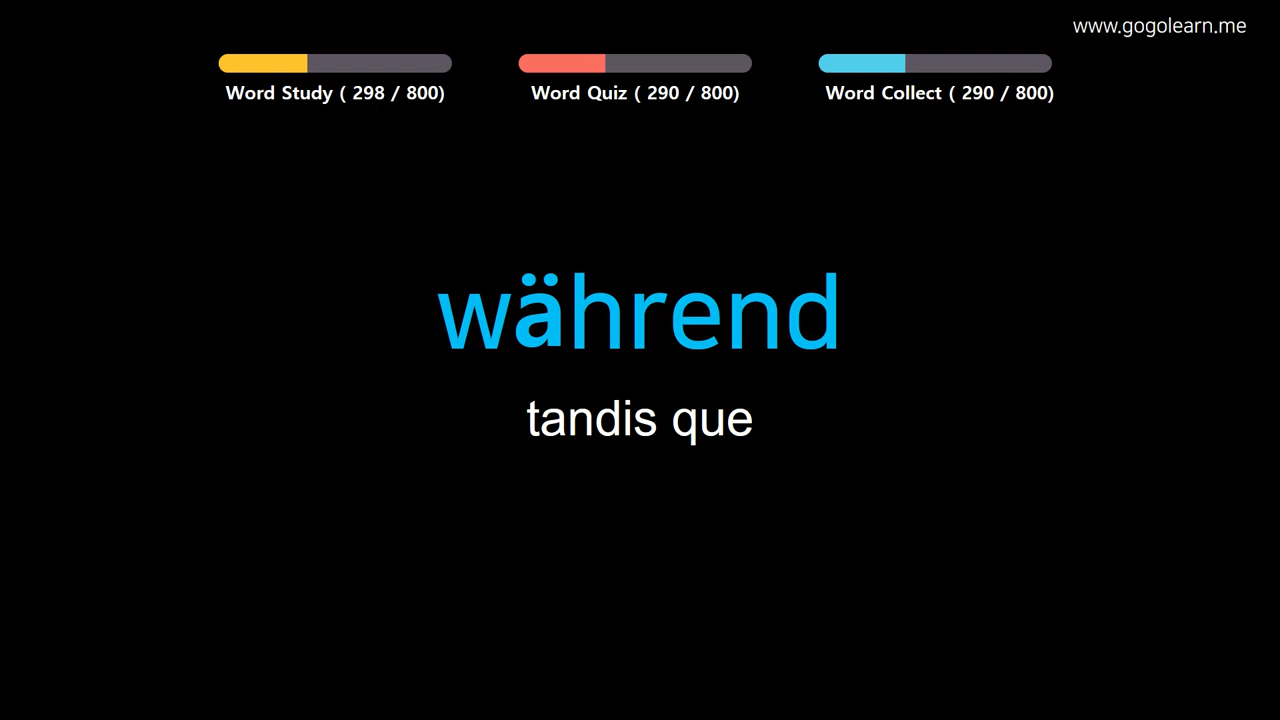 www.gogolearn.me
Word Study ( 298 / 800)
Word Quiz ( 290 / 800)
Word Collect ( 290 / 800)
während
tandis que